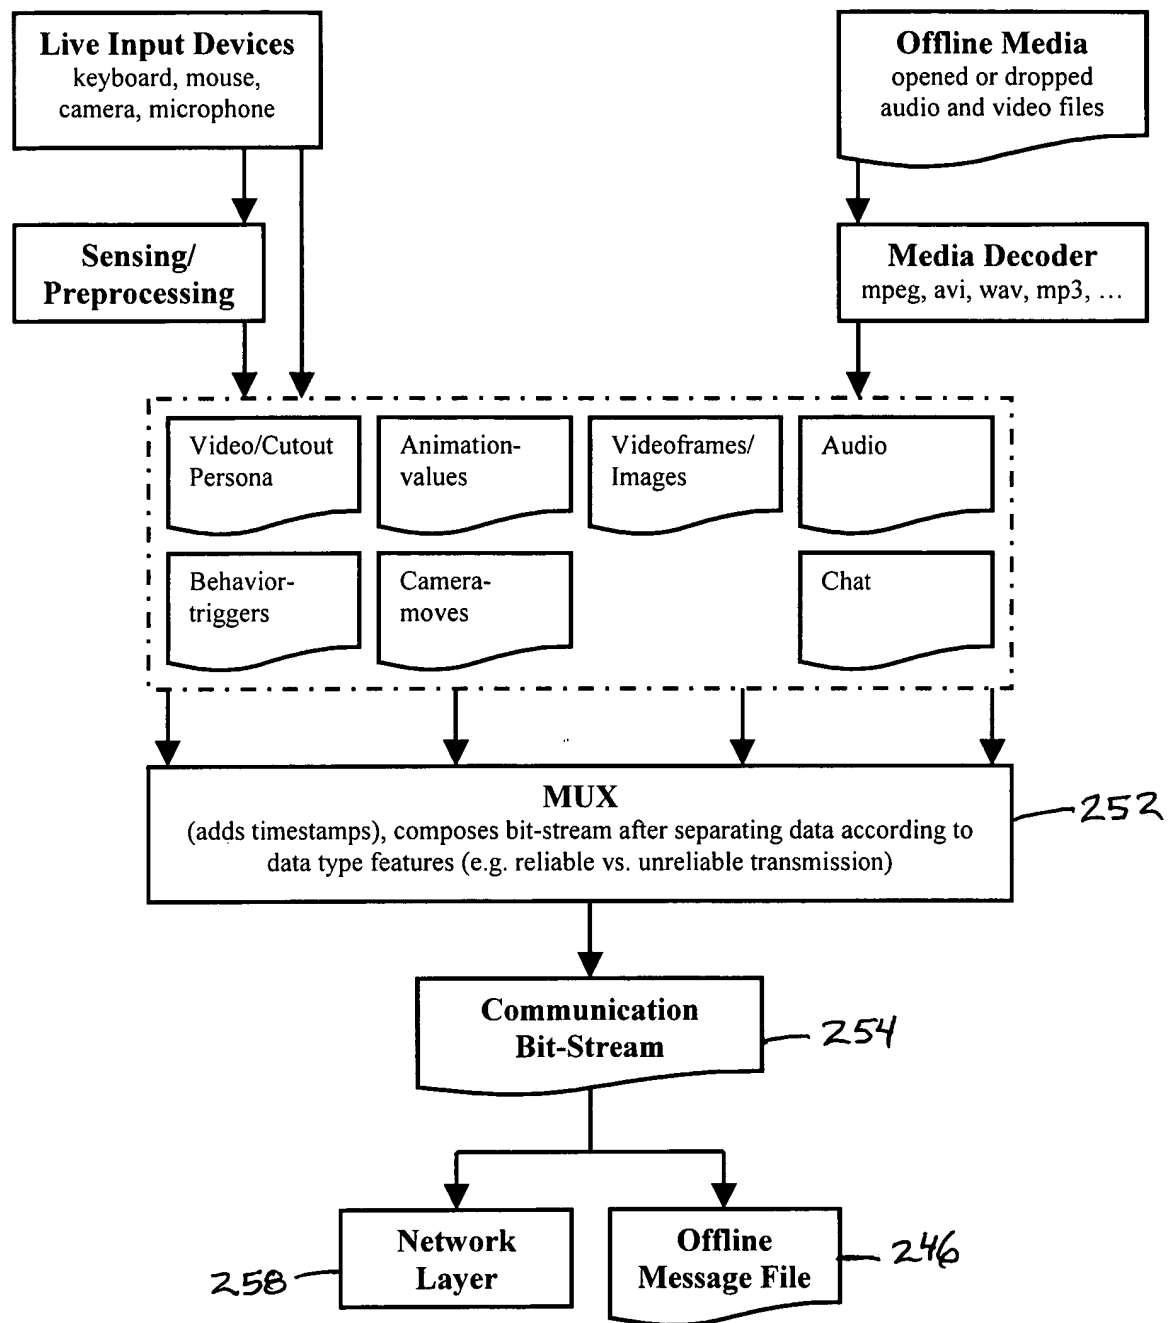 Live Input Devices
keyboard, mouse,
camera, microphone
Offline Media
opened or dropped
audio and video files
Sensing/
Preprocessing
Media Decoder
mpeg, avi, wav, mp3, ...
Video/Cutout
Persona
Animation-
values
Videoframes/
Images
Audio
Behavior-
triggers
Camera-
moves
Chat
MUX
(adds timestamps), composes bit-stream after separating data according to
data type features (e.g. reliable vs. unreliable transmission)
252
Communication
Bit-Stream
254
Network
Layer
258
Offline
Message File
246